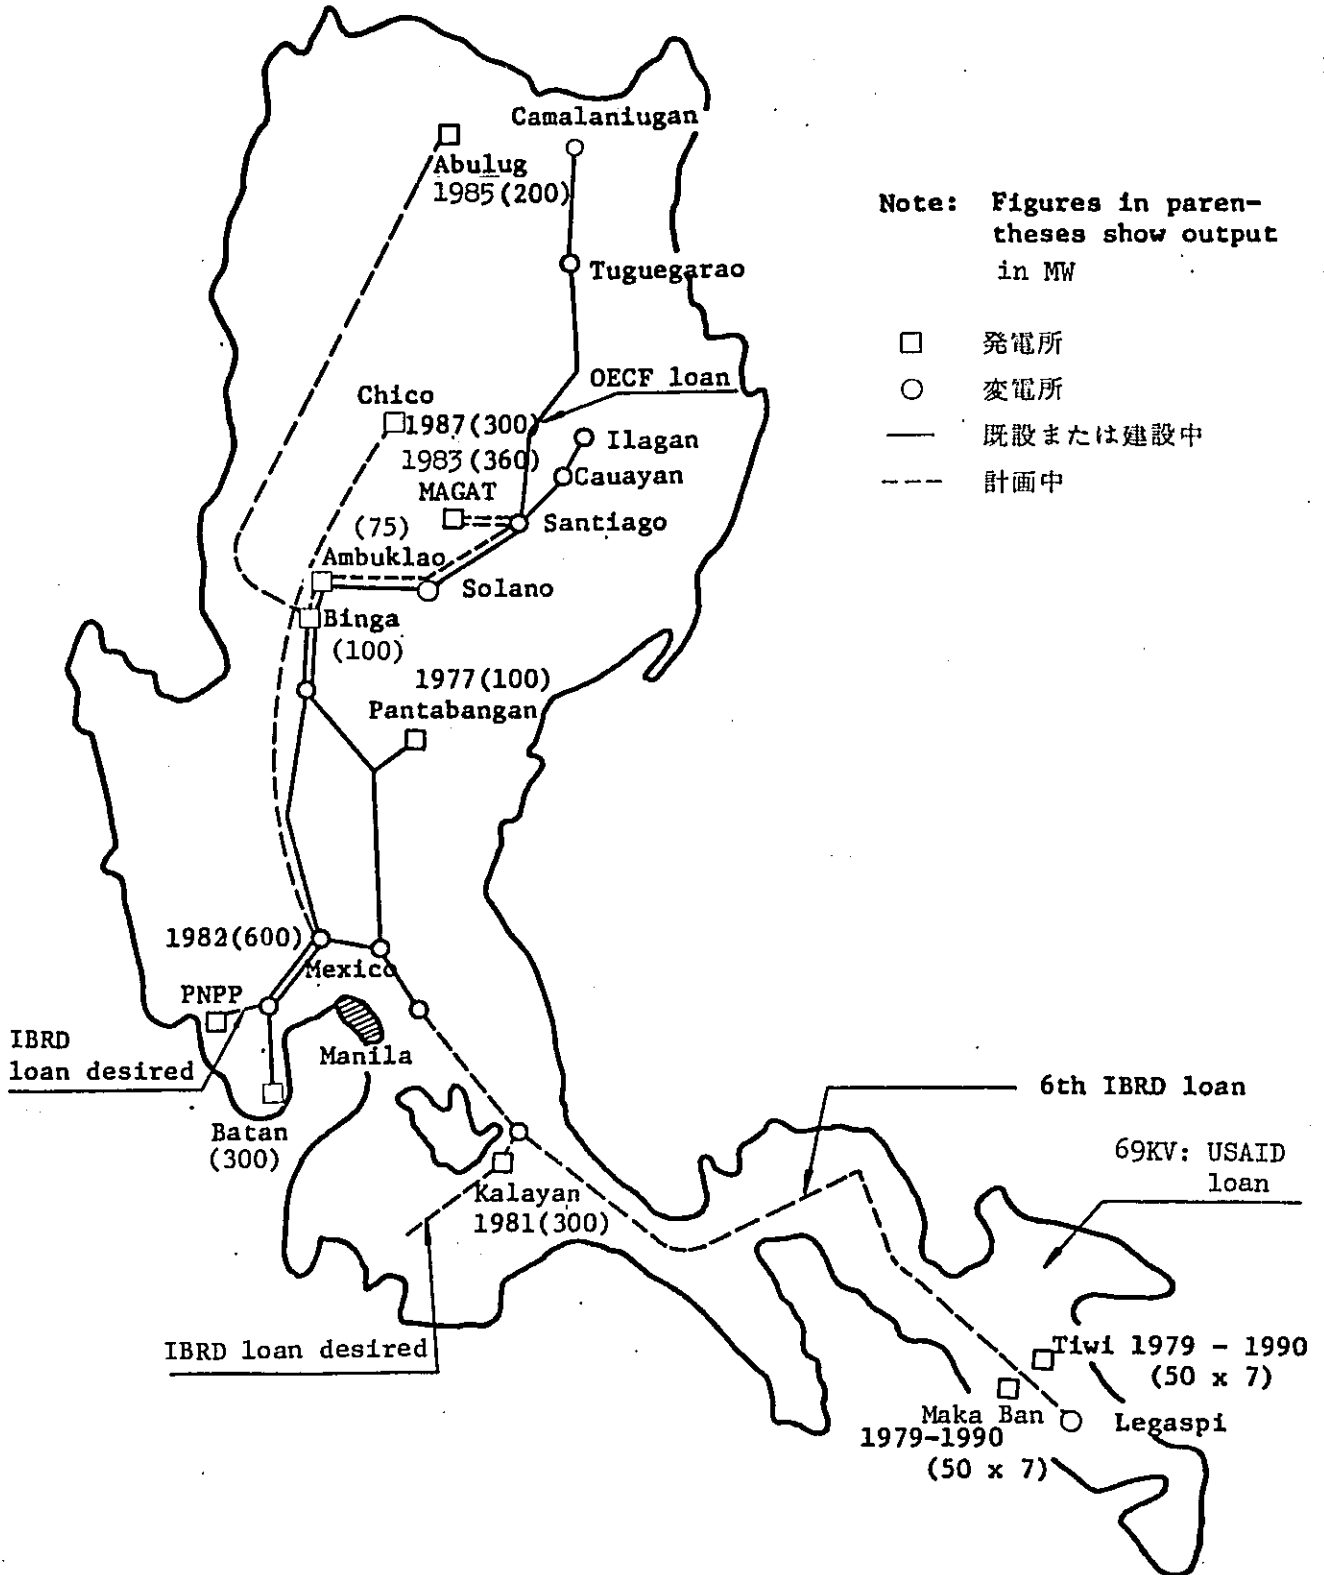 Camalaniugan
Abulug
1985(200)
Note: Figures in paren-
theses show output
in MW
Tuguegarao
発電所
OECF loan
変電所
Chico
1987(300)
Ilagan
既設または建設中
1983(360)
Cauayan
計画中
MAGAT
Santiago
(75)
Ambuklao
Solano
Binga
(100)
1977(100)
Pantabangan
1982(600)
Mexico
PNPP
IBRD
loan desired
Manila
6th IBRD loan
Batan
(300)
69KV: USAID
loan
Kalayan
1981(300)
IBRD loan desired
Tiwi 1979 - 1990
(50 x 7)
Maka Ban
Legaspi
1979-1990
(50 x 7)